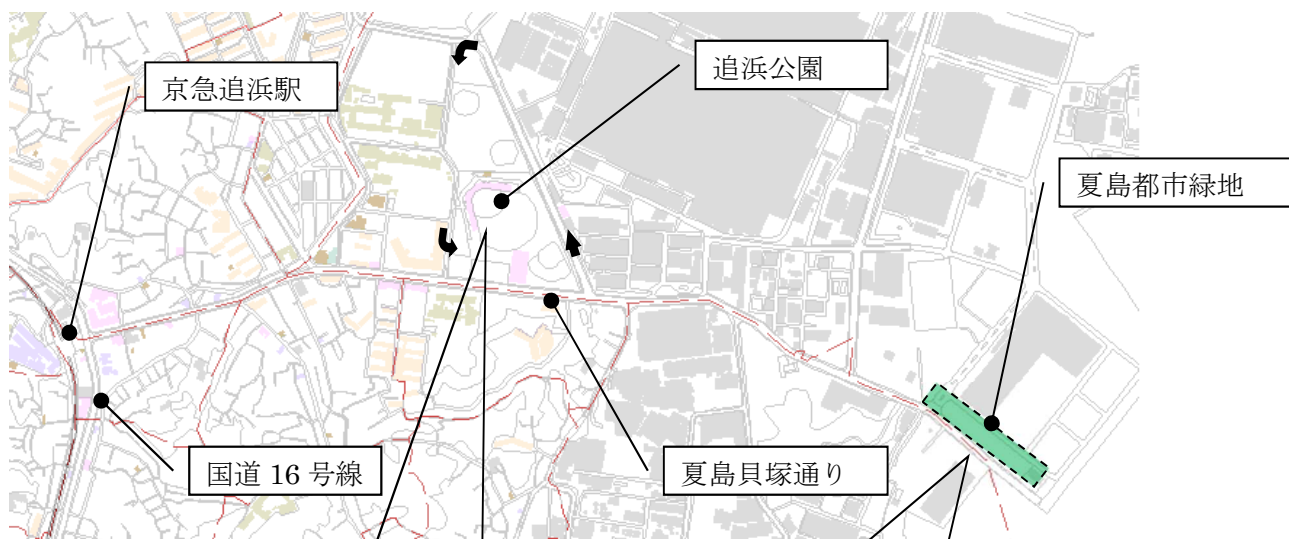 追浜公園
京急追浜駅
夏島都市緑地
国道 16 号線
夏島貝塚通り